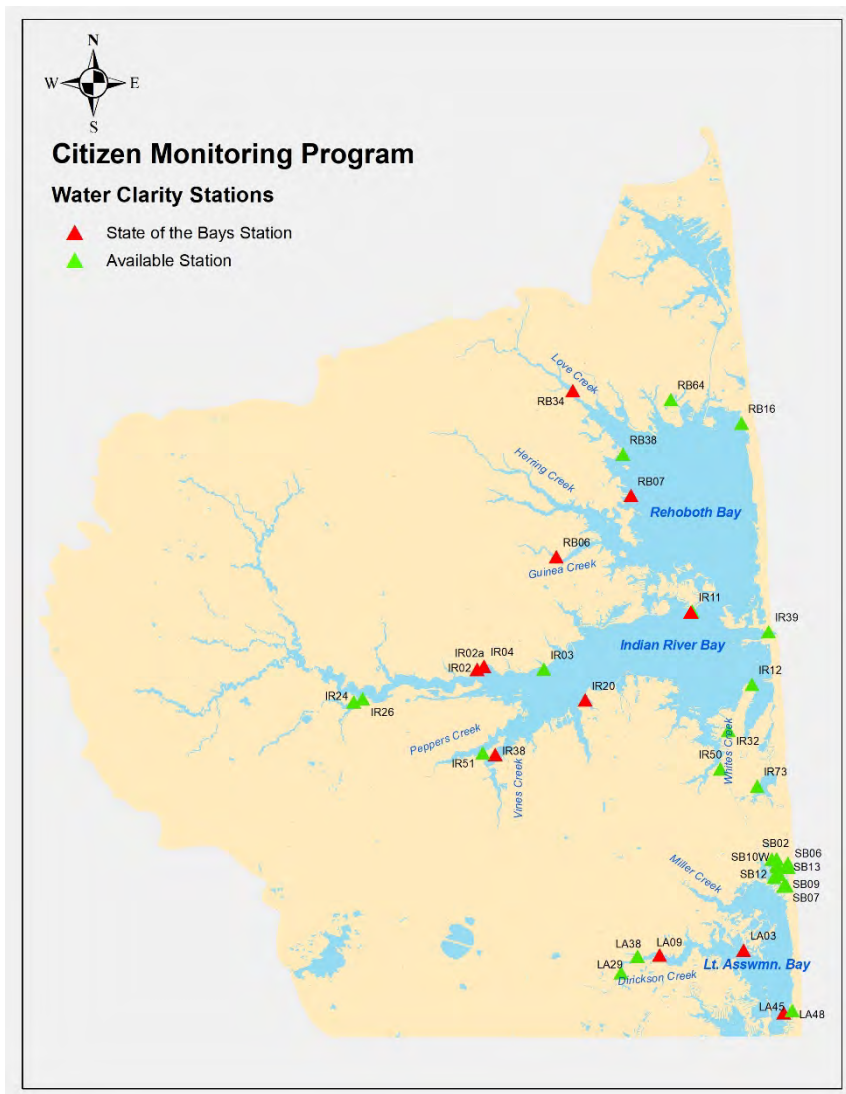 N
W E
S
Citizen Monitoring Program
Water Clarity Stations
State of the Bays Station
Available Station
Love Creek
RB64
RB34
RB16
RB38
Herring Creek
RB07
Rehoboth Bay
RB06
Guinea Creek
IR11
IR39
Indian River Bay
IR02a IR04
IR02
IR03
IR12
IR24
IR26
IR20
Peppers Creek
IR32
Whites Creek
IR51
IR38
IR50
Vines Creek
IR73
SB02
SB10W
SB06
SB13
SB12
Miller Creek
SB09
SB07
LA38
LA09
LA03
LA29
Lt. Asswmn. Bay
Dirickson Creek
LA45
LA48